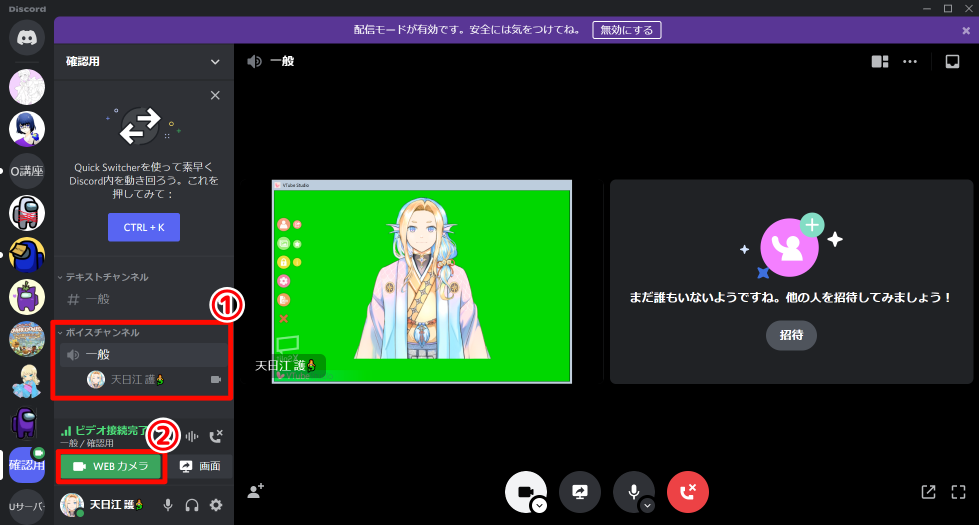 Discord
配信モードが有効です。安全には気をつけてね。 無効にする
確認用
一般
Quick Switcherを使って素早く
Discord内を動き回ろう。これを
押してみて：
CTRL + K
O講座
テキストチャンネル
# 一般
①
ボイスチャンネル
一般
天日江 護
VTube Studio
天日江 護
まだ誰もいないようですね。他の人を招待してみましょう！
招待
ビデオ接続完了
②
一般 / 確認用
WEB カメラ
画面
確認用
天日江 護
Uサーバ